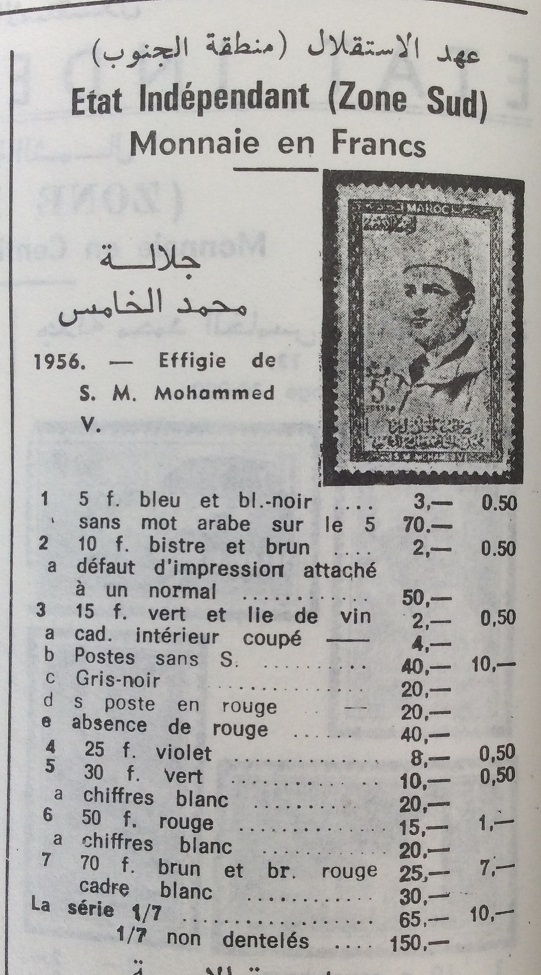 عهد الاستقلال (منطقة الجنوب)
Etat Indépendant (Zone Sud)
Monnaie en Francs
جلالة
محمد الخامس
1956. — Effigie de
S. M. Mohammed
V.
MAROC
5
S.M. MOHAMMED V
1 5 f. bleu et bl.-noir .... 3,— 0.50
sans mot arabe sur le 5 70.—
2 10 f. bistre et brun .... 2,— 0.50
a défaut d'impression attaché
à un normal ........... 50,—
3 15 f. vert et lie de vin 2,— 0,50
a cad. intérieur coupé —— 4,—
b Postes sans S. ........ 40,— 10,—
c Gris-noir ............ 20,—
d s poste en rouge — 20,—
e absence de rouge .... 40,—
4 25 f. violet ........... 8,— 0,50
5 30 f. vert ........... 10,— 0,50
a chiffres blanc ........ 20,—
6 50 f. rouge ........... 15,— 1,—
a chiffres blanc ........ 20.—
7 70 f. brun et br. rouge 25,— 7,—
cadre blanc .......... 30,—
La série 1/7 ............ 65,— 10,—
1/7 non dentelés .... 150,—